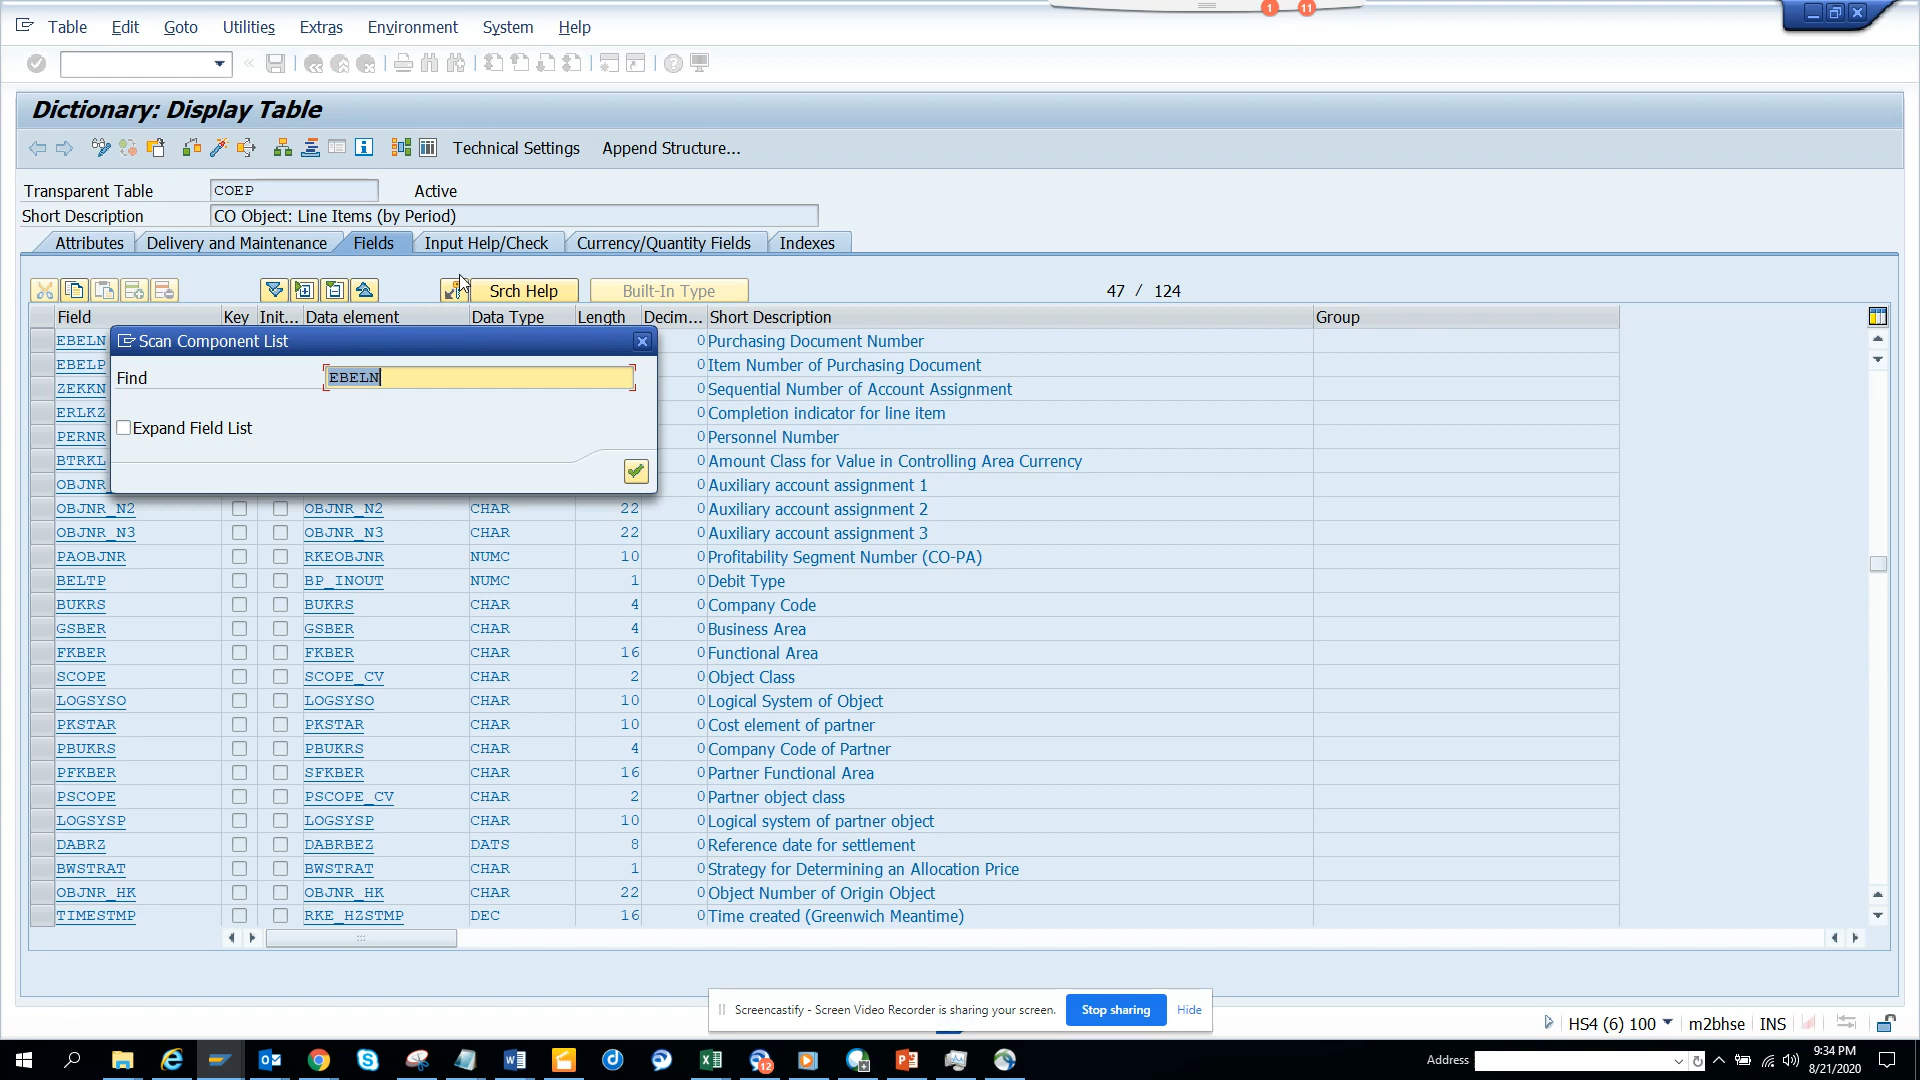 Table Edit Goto Utilities Extras Environment System Help
1 11
Dictionary: Display Table
Technical Settings Append Structure...
Transparent Table COEP Active
Short Description CO Object: Line Items (by Period)
Attributes Delivery and Maintenance Fields Input Help/Check Currency/Quantity Fields Indexes
Srch Help Built-In Type 47 / 124
Field Key Init... Data element Data Type Length Decim... Short Description Group
EBELN 0 Purchasing Document Number
EBELP 0 Item Number of Purchasing Document
ZEKKN 0 Sequential Number of Account Assignment
ERLKZ 0 Completion indicator for line item
PERNR 0 Personnel Number
BTRKL 0 Amount Class for Value in Controlling Area Currency
OBJNR 0 Auxiliary account assignment 1
Scan Component List
Find EBELN
Expand Field List
OBJNR_N2 OBJNR_N2 CHAR 22 0 Auxiliary account assignment 2
OBJNR_N3 OBJNR_N3 CHAR 22 0 Auxiliary account assignment 3
PAOBJNR RKEOBJNR NUMC 10 0 Profitability Segment Number (CO-PA)
BELTP BP_INOUT NUMC 1 0 Debit Type
BUKRS BUKRS CHAR 4 0 Company Code
GSBER GSBER CHAR 4 0 Business Area
FKBER FKBER CHAR 16 0 Functional Area
SCOPE SCOPE_CV CHAR 2 0 Object Class
LOGSYSO LOGSYSO CHAR 10 0 Logical System of Object
PKSTAR PKSTAR CHAR 10 0 Cost element of partner
PBUKRS PBUKRS CHAR 4 0 Company Code of Partner
PFKBER SFKBER CHAR 16 0 Partner Functional Area
PSCOPE PSCOPE_CV CHAR 2 0 Partner object class
LOGSYSP LOGSYSP CHAR 10 0 Logical system of partner object
DABRZ DABRBEZ DATS 8 0 Reference date for settlement
BWSTRAT BWSTRAT CHAR 1 0 Strategy for Determining an Allocation Price
OBJNR_HK OBJNR_HK CHAR 22 0 Object Number of Origin Object
TIMESTMP RKE_HZSTMP DEC 16 0 Time created (Greenwich Meantime)
Screencastify - Screen Video Recorder is sharing your screen. Stop sharing Hide
HS4 (6) 100 m2bhse INS
12
Address
9:34 PM
8/21/2020